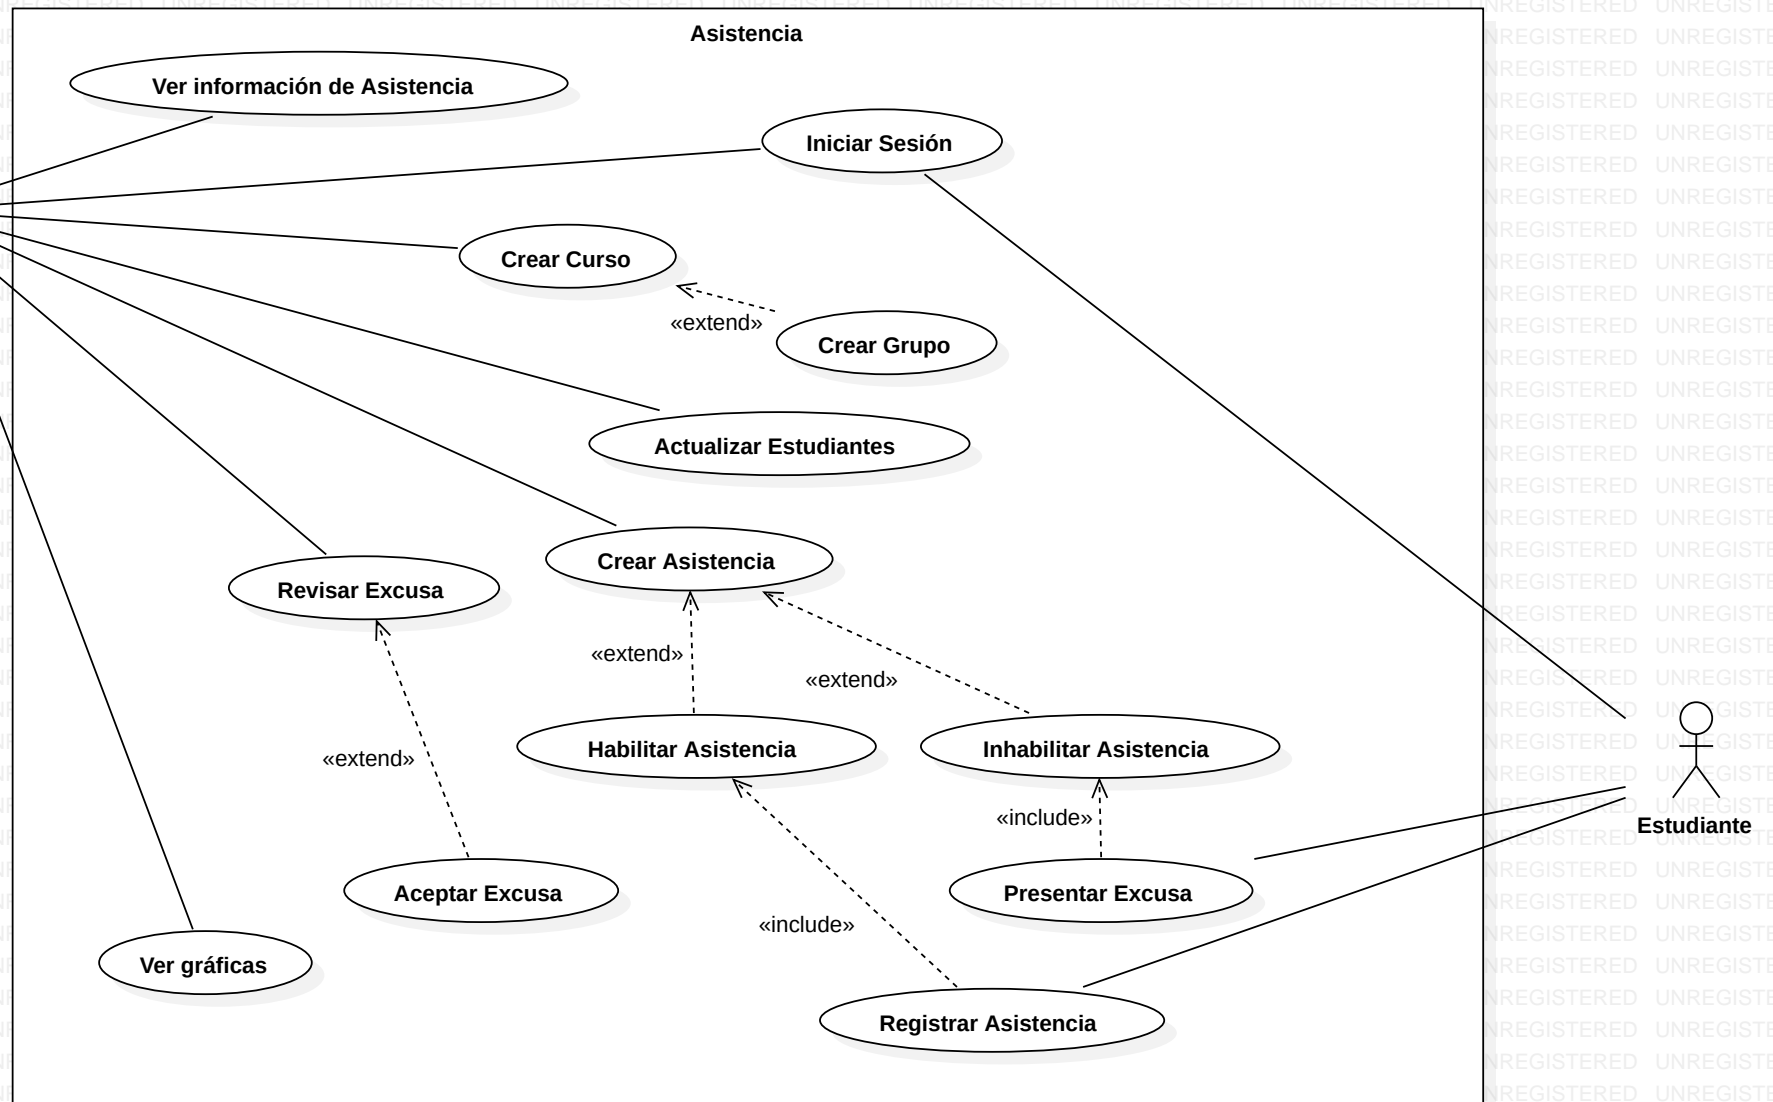 Asistencia
Ver información de Asistencia
Iniciar Sesión
Crear Curso
«extend»
Crear Grupo
Actualizar Estudiantes
Crear Asistencia
Revisar Excusa
«extend»
«extend»
Habilitar Asistencia
Inhabilitar Asistencia
«extend»
«include»
Estudiante
Aceptar Excusa
Presentar Excusa
«include»
Ver gráficas
Registrar Asistencia